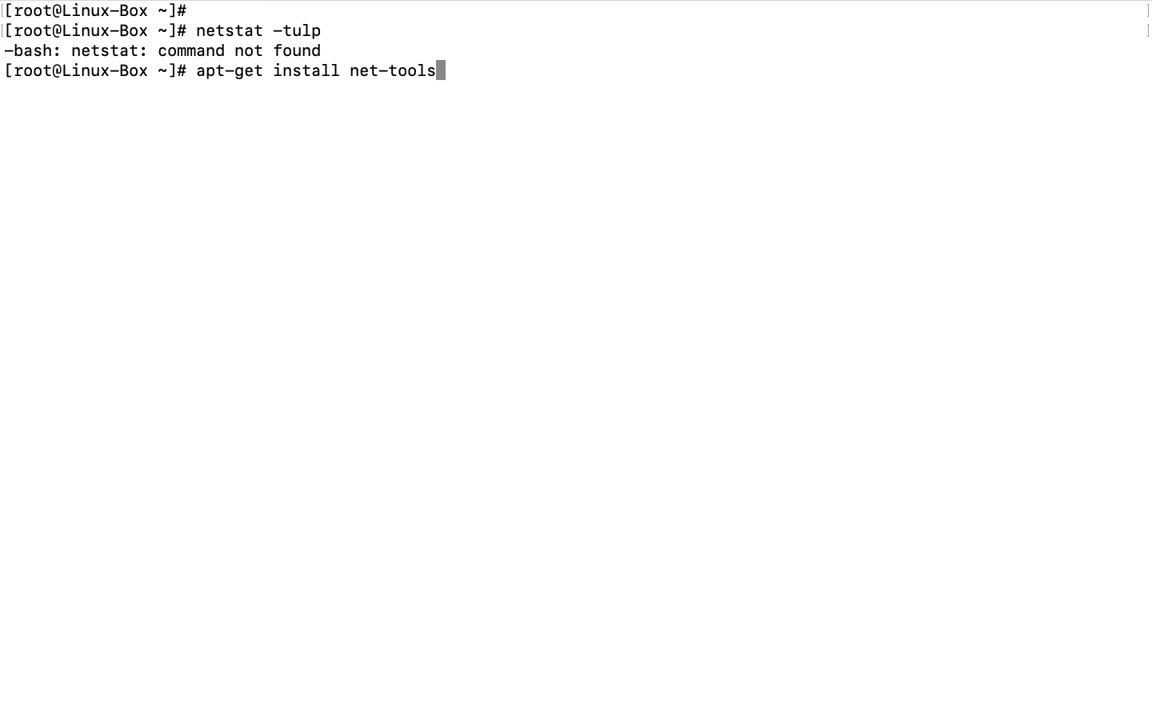 [root@Linux-Box ~]#
[root@Linux-Box ~]# netstat -tulp
-bash: netstat: command not found
[root@Linux-Box ~]# apt-get install net-tools